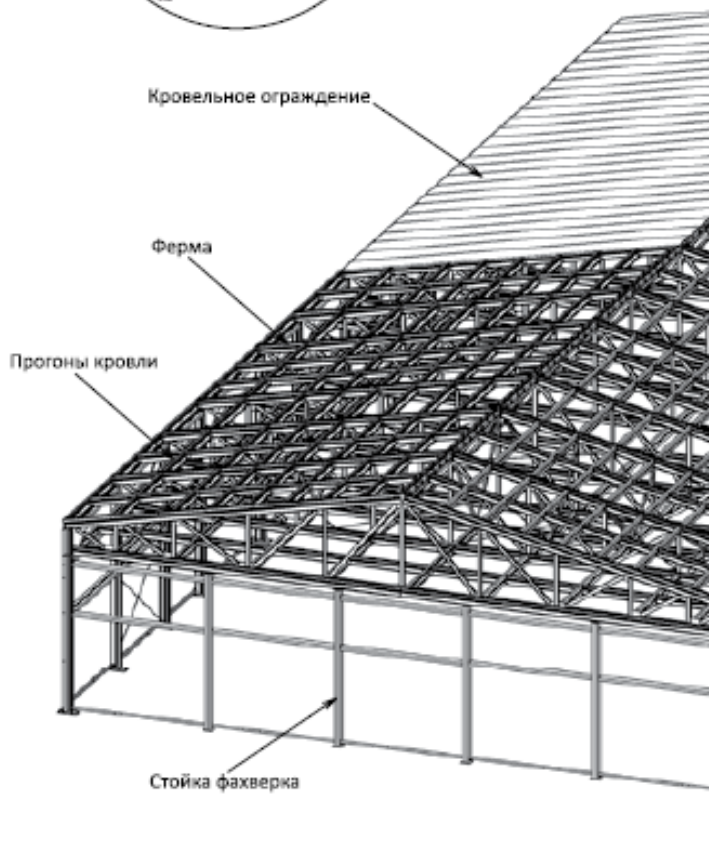 Кровельное ограждение
Ферма
Прогоны кровли
Стойка фахверка